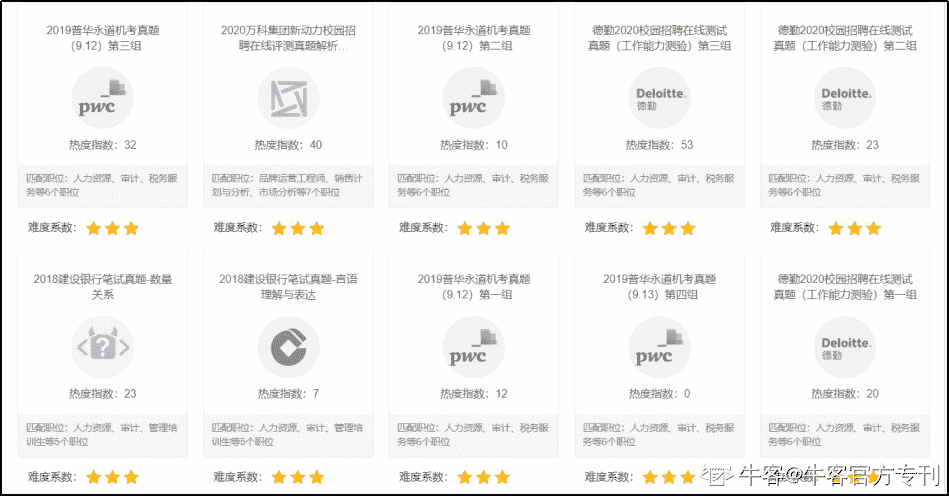 2019普华永道机考真题
（9.12）第三组
pwc
热度指数：32
匹配职位：人力资源、审计、税务服
务等6个职位
难度系数：
2020万科集团新动力校园招
聘在线评测真题解析...
热度指数：40
匹配职位：品牌运营工程师、销售计
划与分析、市场分析等7个职位
难度系数：
2019普华永道机考真题
（9.12）第二组
pwc
热度指数：10
匹配职位：人力资源、审计、税务服
务等6个职位
难度系数：
德勤2020校园招聘在线测试
真题（工作能力测验）第三组
Deloitte.
德勤
热度指数：53
匹配职位：人力资源、审计、税务服
务等6个职位
难度系数：
德勤2020校园招聘在线测试
真题（工作能力测验）第二组
Deloitte.
德勤
热度指数：23
匹配职位：人力资源、审计、税务服
务等6个职位
难度系数：
2018建设银行笔试真题-数量
关系
<?>
热度指数：23
匹配职位：人力资源、审计、管理培
训生等5个职位
难度系数：
2018建设银行笔试真题-言语
理解与表达
热度指数：7
匹配职位：人力资源、审计、管理培
训生等5个职位
难度系数：
2019普华永道机考真题
（9.12）第一组
pwc
热度指数：12
匹配职位：人力资源、审计、税务服
务等6个职位
难度系数：
2019普华永道机考真题
（9.13）第四组
pwc
热度指数：0
匹配职位：人力资源、审计、税务服
务等6个职位
难度系数：
德勤2020校园招聘在线测试
真题（工作能力测验）第一组
Deloitte.
德勤
热度指数：20
匹配职位：人力资源、审计、税务服
务等6个职位
难度系数：
牛客@牛客官方专刊